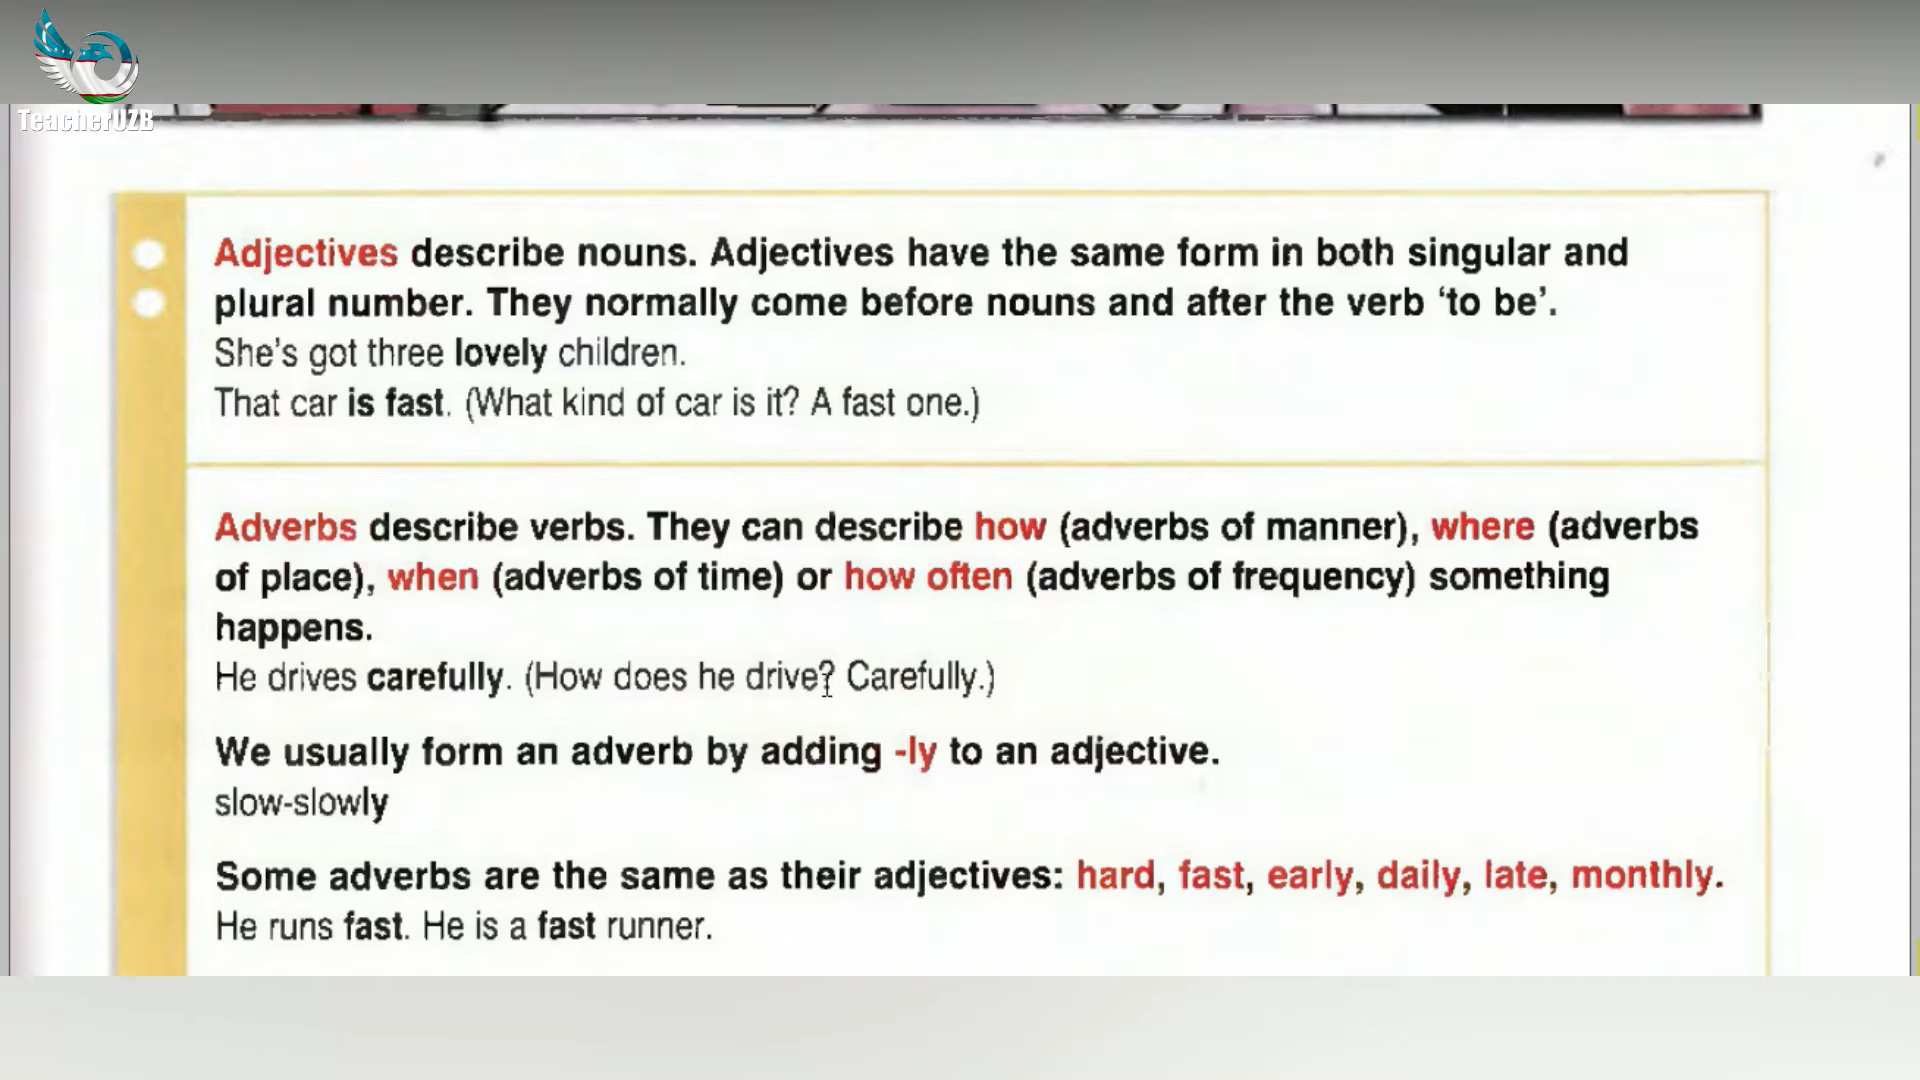 TeacherUZB
Adjectives describe nouns. Adjectives have the same form in both singular and
plural number. They normally come before nouns and after the verb ‘to be’.
She’s got three lovely children.
That car is fast. (What kind of car is it? A fast one.)
Adverbs describe verbs. They can describe how (adverbs of manner), where (adverbs
of place), when (adverbs of time) or how often (adverbs of frequency) something
happens.
He drives carefully. (How does he drive? Carefully.)
We usually form an adverb by adding -ly to an adjective.
slow-slowly
Some adverbs are the same as their adjectives: hard, fast, early, daily, late, monthly.
He runs fast. He is a fast runner.